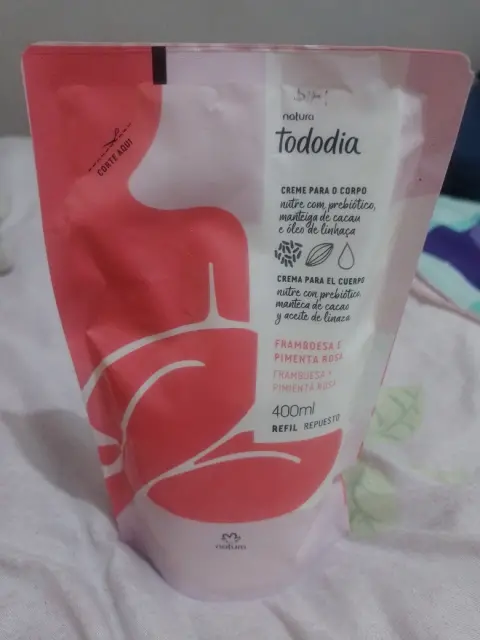 CORTE AQUI
natura
tododia
CREME PARA O CORPO
nutre com prebiótico,
manteiga de cacau
e óleo de linhaça
CREMA PARA EL CUERPO
nutre con prebiótico,
manteca de cacao
y aceite de linaza
FRAMBOESA E
PIMENTA ROSA
FRAMBUESA Y
PIMIENTA ROSA
400ml
REFIL REPUESTO
natura